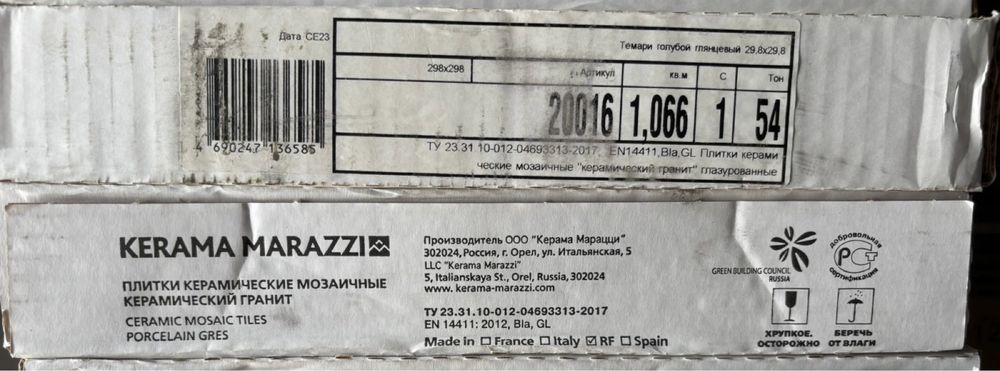 Дата CE23
Темари голубой глянцевый 29,8x29,8
298x298 Артикул кв.м С Тон
20016 1,066 1 54
ТУ 23.31 10-012-04693313-2017, EN14411,BIa,GL Плитки керами
ческие мозаичные "керамический гранит" глазурованные
4 690247 136585
KERAMA MARAZZI
ПЛИТКИ КЕРАМИЧЕСКИЕ МОЗАИЧНЫЕ
КЕРАМИЧЕСКИЙ ГРАНИТ
CERAMIC MOSAIC TILES
PORCELAIN GRES
Производитель ООО "Керама Марацци"
302024, Россия, г. Орел, ул. Итальянская, 5
LLC "Kerama Marazzi"
5, Italianskaya St., Orel, Russia, 302024
www.kerama-marazzi.com
ТУ 23.31.10-012-04693313-2017
EN 14411: 2012, BIa, GL
Made in ☐ France ☐ Italy ☑ RF ☐ Spain
GREEN BUILDING COUNCIL
RUSSIA
добровольная
РСТ
сертификация
ХРУПКОЕ.
ОСТОРОЖНО
БЕРЕЧЬ
ОТ ВЛАГИ